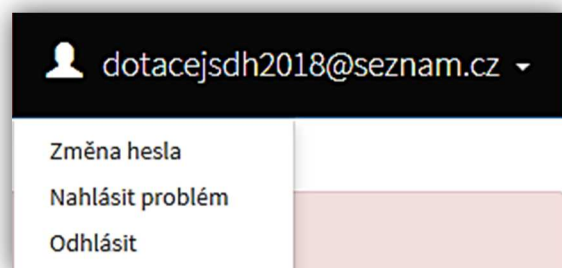 dotacejsdh2018@seznam.cz
Změna hesla
Nahlásit problém
Odhlásit